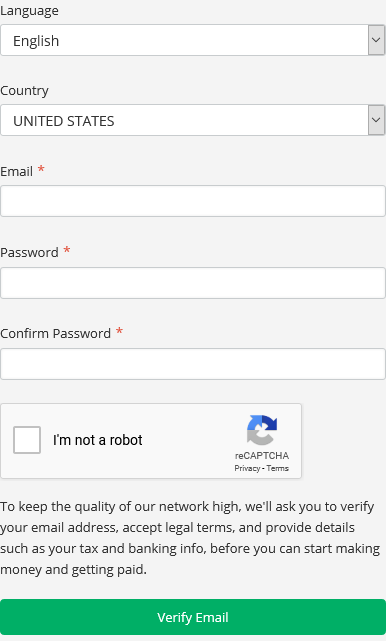 Language
English
Country
UNITED STATES
Email *
Password *
Confirm Password *
I'm not a robot
reCAPTCHA
Privacy - Terms
To keep the quality of our network high, we'll ask you to verify
your email address, accept legal terms, and provide details
such as your tax and banking info, before you can start making
money and getting paid.
Verify Email